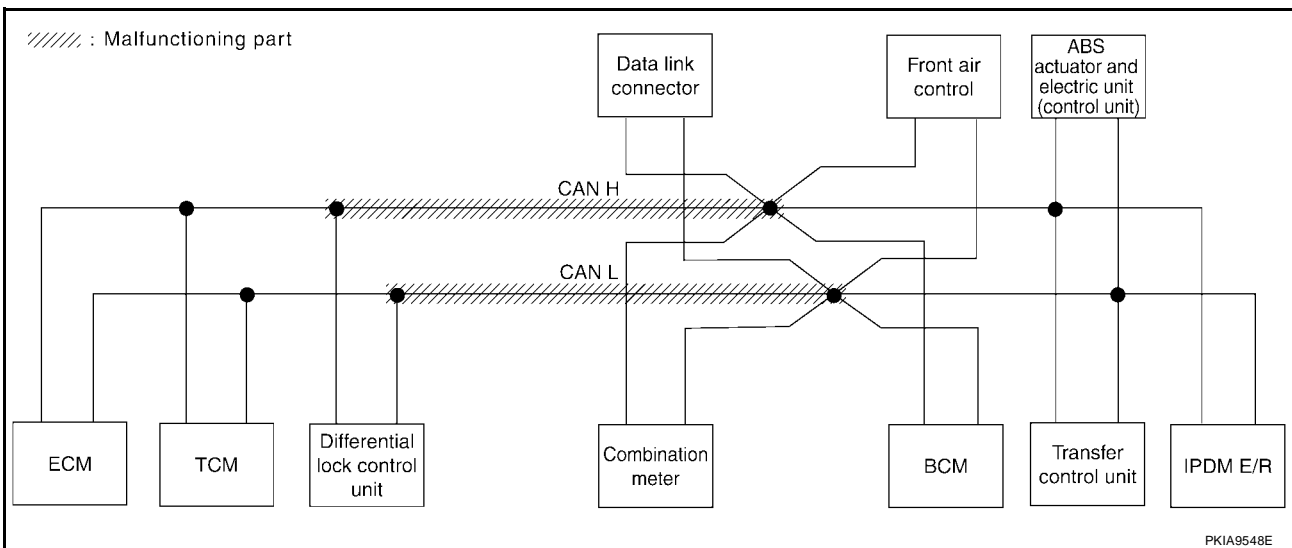 : Malfunctioning part
Data link
connector
Front air
control
ABS
actuator and
electric unit
(control unit)
CAN H
CAN L
ECM
TCM
Differential
lock control
unit
Combination
meter
BCM
Transfer
control unit
IPDM E/R
PKIA9548E